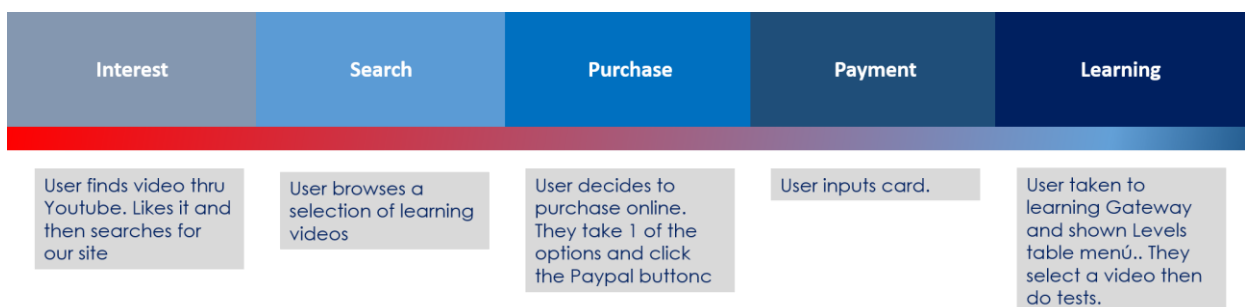 Interest
Search
Purchase
Payment
Learning
User finds video thru
Youtube. Likes it and
then searches for
our site
User browses a
selection of learning
videos
User decides to
purchase online.
They take 1 of the
options and click
the Paypal buttonc
User inputs card.
User taken to
learning Gateway
and shown Levels
table menú.. They
select a video then
do tests.